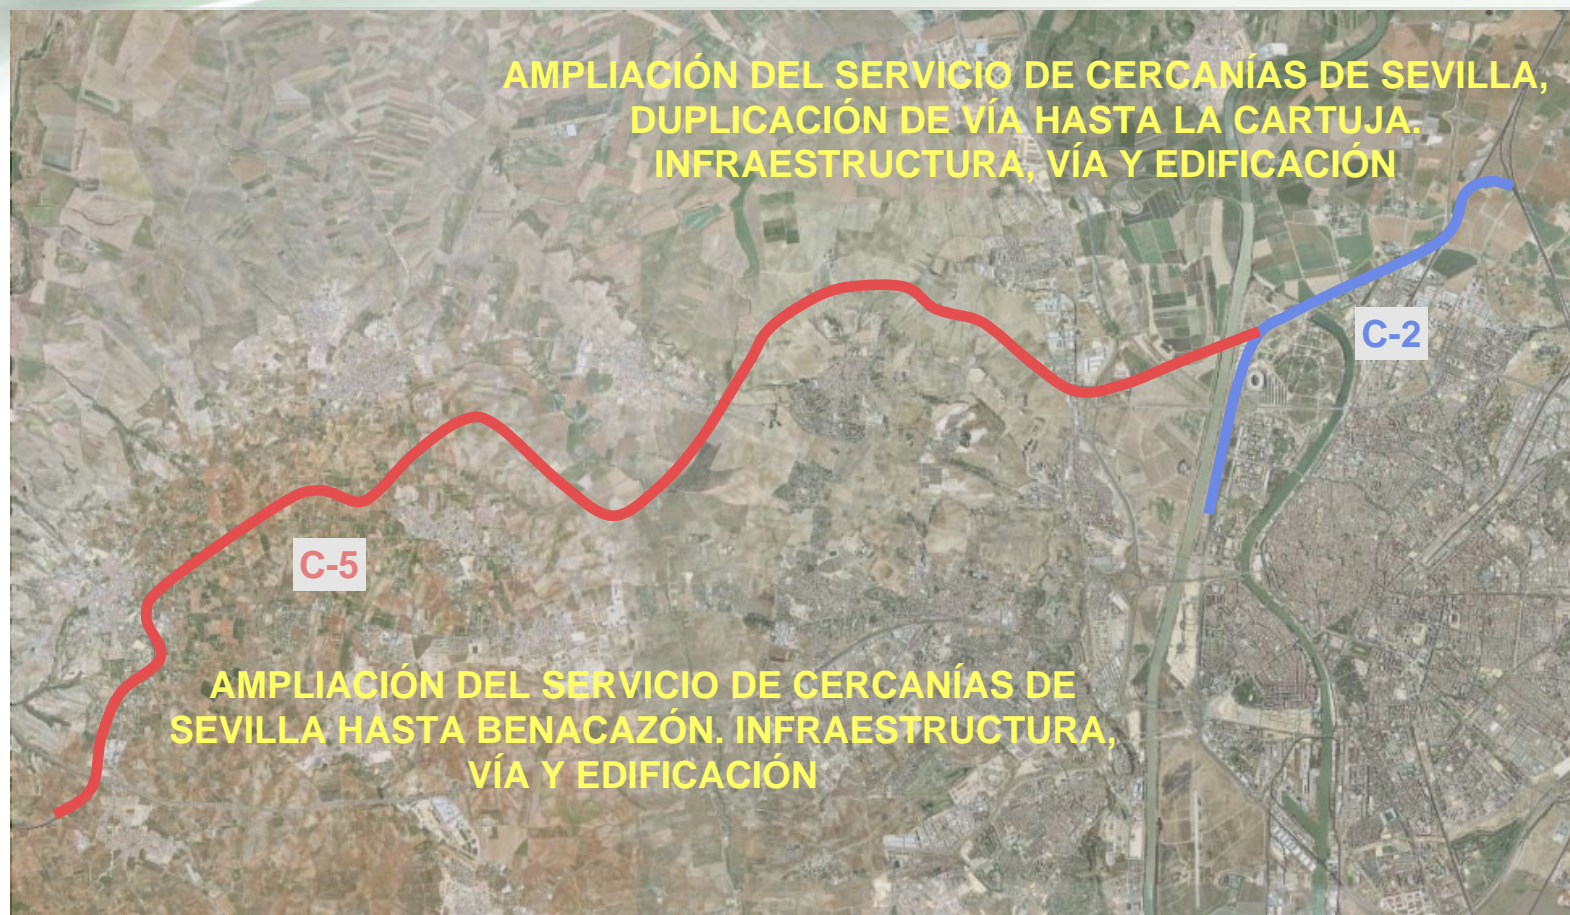 AMPLIACIÓN DEL SERVICIO DE CERCANÍAS DE SEVILLA,
DUPLICACIÓN DE VÍA HASTA LA CARTUJA.
INFRAESTRUCTURA, VÍA Y EDIFICACIÓN
C-2
C-5
AMPLIACIÓN DEL SERVICIO DE CERCANÍAS DE
SEVILLA HASTA BENACAZÓN. INFRAESTRUCTURA,
VÍA Y EDIFICACIÓN